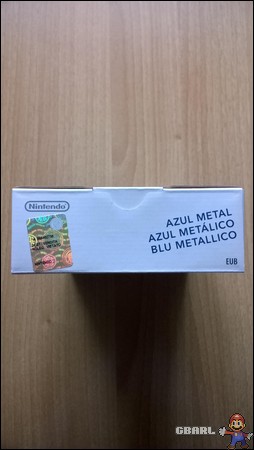 Nintendo
AZUL METAL
AZUL METÁLICO
BLU METALLICO
EUB
GBARL